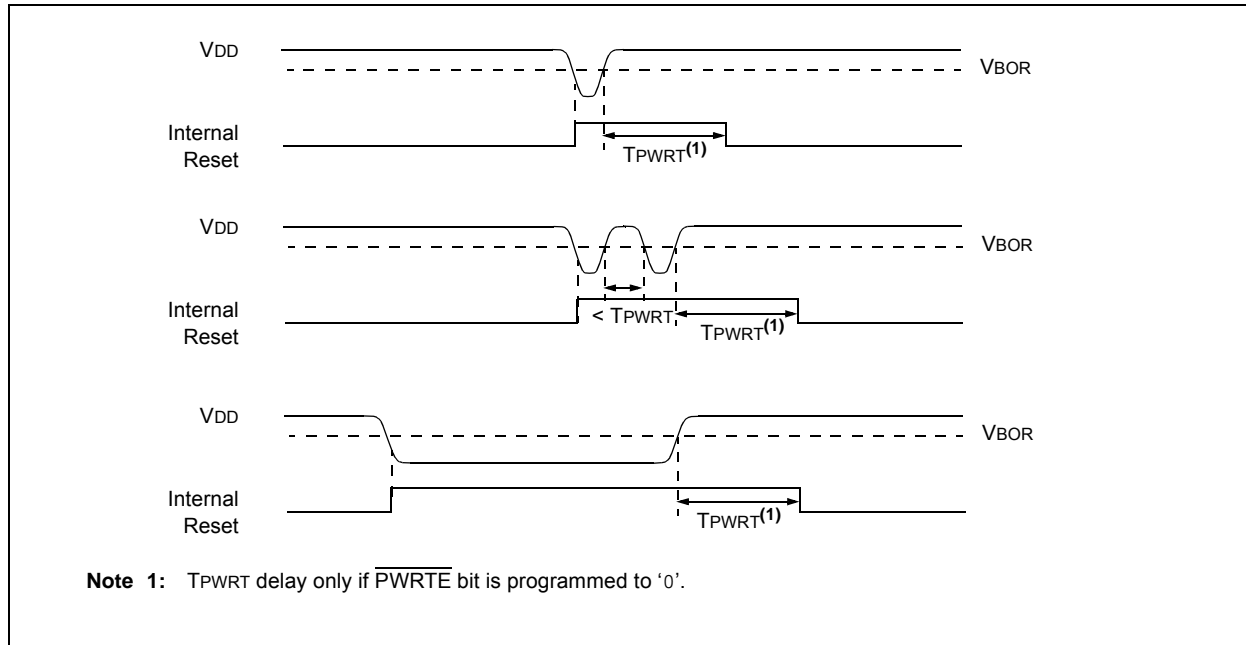 VDD
VBOR
Internal
Reset
TPWRT(1)
VDD
VBOR
Internal
Reset
< TPWRT
TPWRT(1)
VDD
VBOR
Internal
Reset
TPWRT(1)
Note 1: TPWRT delay only if PWRTE bit is programmed to ‘0’.